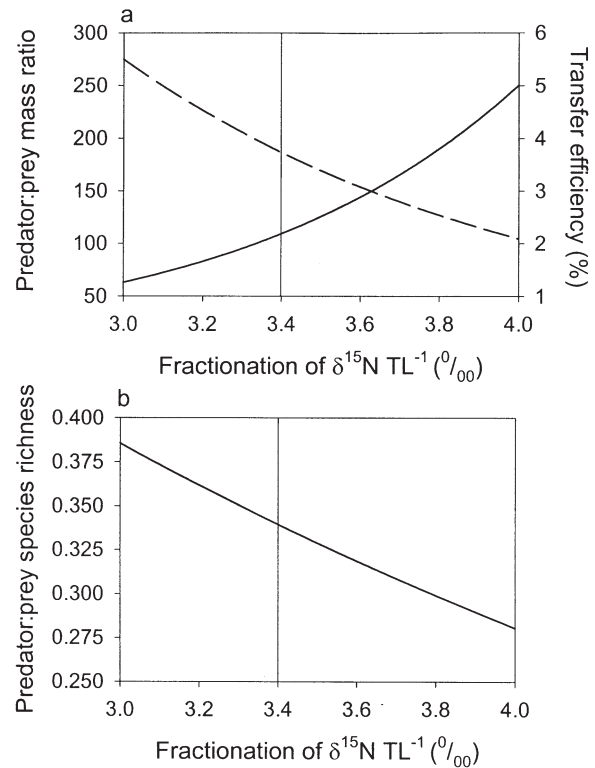 a
Predator:prey mass ratio
300
250
200
150
100
50
6
5
4
3
2
1
Transfer efficiency (%)
3.0 3.2 3.4 3.6 3.8 4.0
Fractionation of δ¹⁵N TL⁻¹ (⁰/₀₀)
b
Predator:prey species richness
0.400
0.375
0.350
0.325
0.300
0.275
0.250
3.0 3.2 3.4 3.6 3.8 4.0
Fractionation of δ¹⁵N TL⁻¹ (⁰/₀₀)